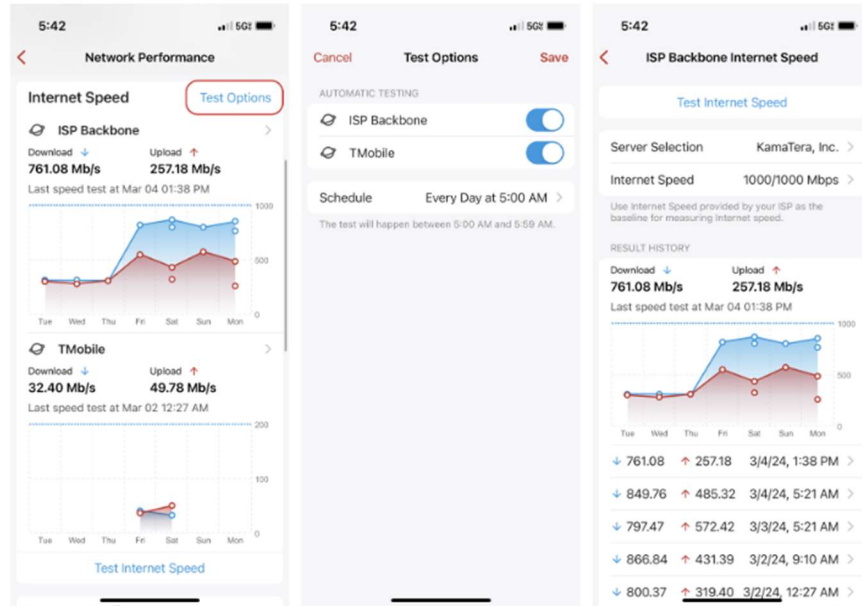 5:42
5G
Network Performance
Internet Speed
Test Options
ISP Backbone
Download Upload
761.08 Mb/s 257.18 Mb/s
Last speed test at Mar 04 01:38 PM
1000
500
0
Tue Wed Thu Fri Sat Sun Mon
TMobile
Download Upload
32.40 Mb/s 49.78 Mb/s
Last speed test at Mar 02 12:27 AM
200
100
0
Tue Wed Thu Fri Sat Sun Mon
Test Internet Speed
5:42
5G
Cancel Test Options Save
AUTOMATIC TESTING
ISP Backbone
TMobile
Schedule Every Day at 5:00 AM
The test will happen between 5:00 AM and 5:59 AM.
5:42
5G
ISP Backbone Internet Speed
Test Internet Speed
Server Selection KamaTera, Inc.
Internet Speed 1000/1000 Mbps
Use Internet Speed provided by your ISP as the
baseline for measuring Internet speed.
RESULT HISTORY
Download Upload
761.08 Mb/s 257.18 Mb/s
Last speed test at Mar 04 01:38 PM
1000
500
0
Tue Wed Thu Fri Sat Sun Mon
761.08 257.18 3/4/24, 1:38 PM
849.76 485.32 3/4/24, 5:21 AM
797.47 572.42 3/3/24, 5:21 AM
866.84 431.39 3/2/24, 9:10 AM
800.37 319.40 3/2/24, 12:27 AM